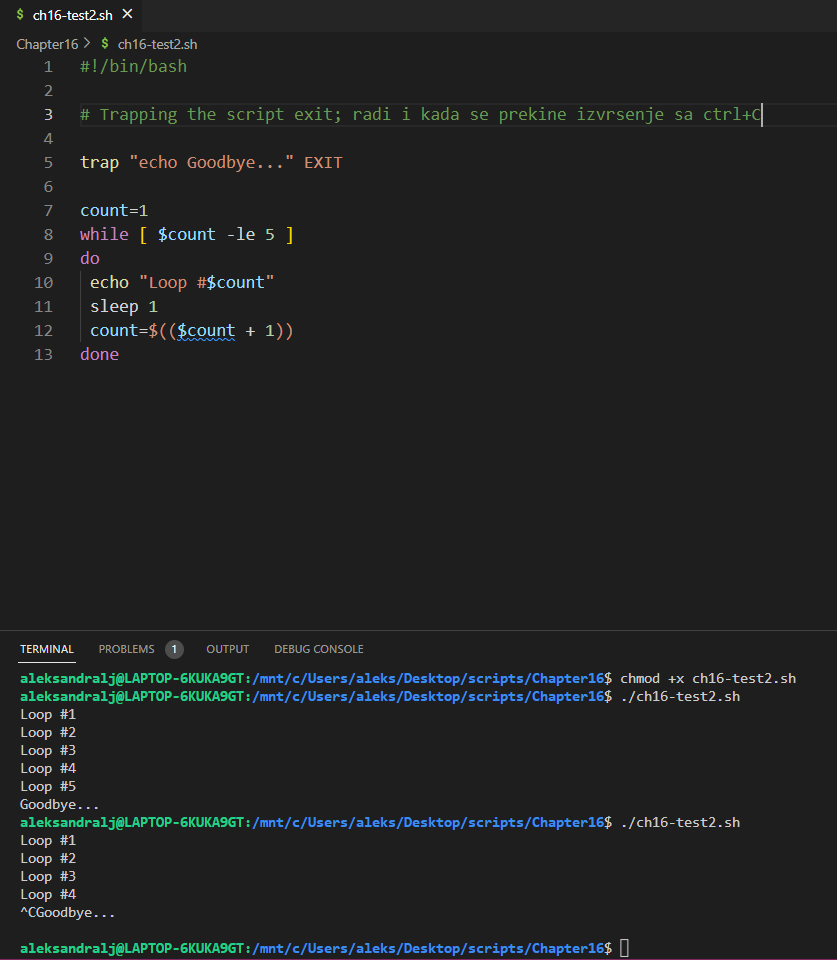 $ ch16-test2.sh ×
Chapter16 > $ ch16-test2.sh
1 #!/bin/bash
2
3 # Trapping the script exit; radi i kada se prekine izvrsenje sa ctrl+C
4
5 trap "echo Goodbye..." EXIT
6
7 count=1
8 while [ $count -le 5 ]
9 do
10 echo "Loop #$count"
11 sleep 1
12 count=$(($count + 1))
13 done
TERMINAL PROBLEMS 1 OUTPUT DEBUG CONSOLE
aleksandralj@LAPTOP-6KUKA9GT:/mnt/c/Users/aleks/Desktop/scripts/Chapter16$ chmod +x ch16-test2.sh
aleksandralj@LAPTOP-6KUKA9GT:/mnt/c/Users/aleks/Desktop/scripts/Chapter16$ ./ch16-test2.sh
Loop #1
Loop #2
Loop #3
Loop #4
Loop #5
Goodbye...
aleksandralj@LAPTOP-6KUKA9GT:/mnt/c/Users/aleks/Desktop/scripts/Chapter16$ ./ch16-test2.sh
Loop #1
Loop #2
Loop #3
Loop #4
^CGoodbye...
aleksandralj@LAPTOP-6KUKA9GT:/mnt/c/Users/aleks/Desktop/scripts/Chapter16$